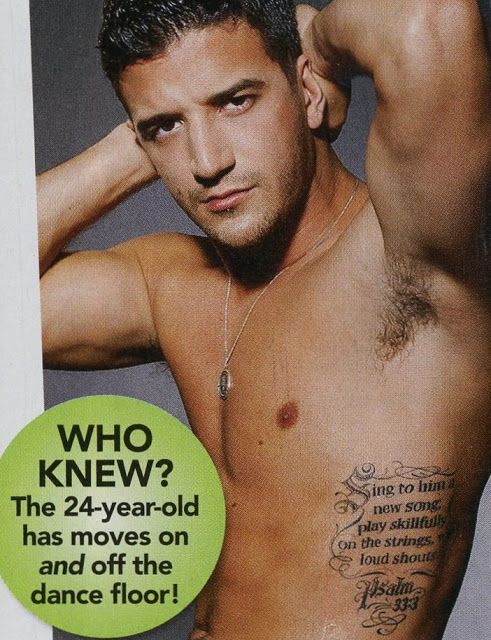 WHO
KNEW?
The 24-year-old
has moves on
and off the
dance floor!
Sing to him a
new song,
play skillfully
on the strings,
loud shouts
Psalm
33:3